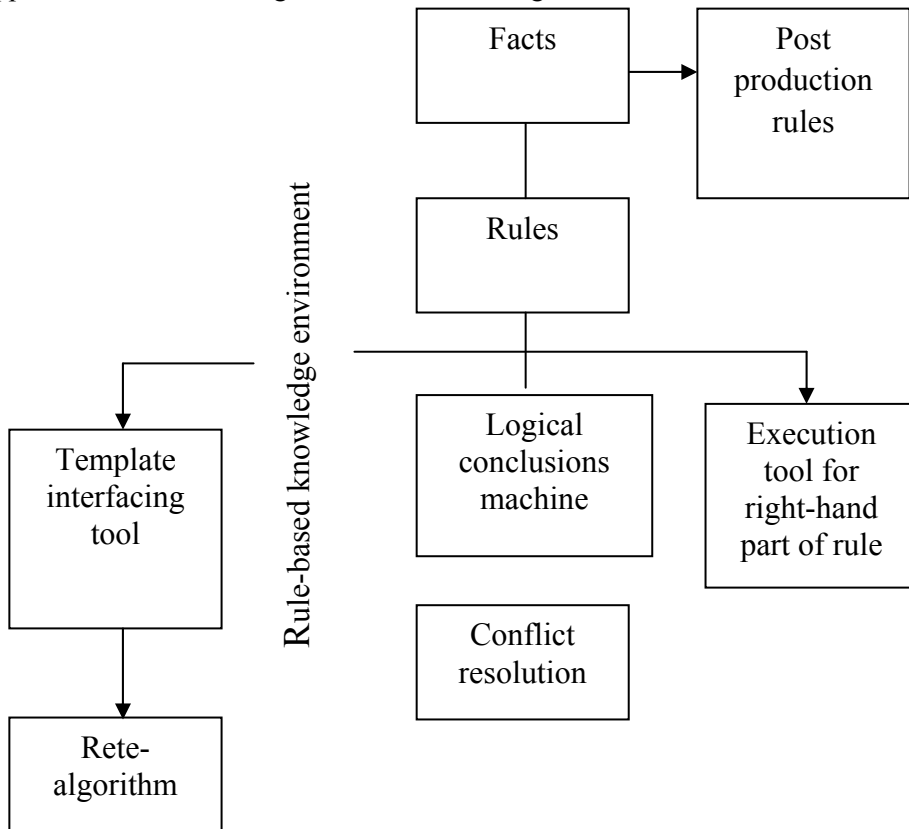 Facts
Post
production
rules
Rules
Rule-based knowledge environment
Template
interfacing
tool
Logical
conclusions
machine
Execution
tool for
right-hand
part of rule
Conflict
resolution
Rete-
algorithm